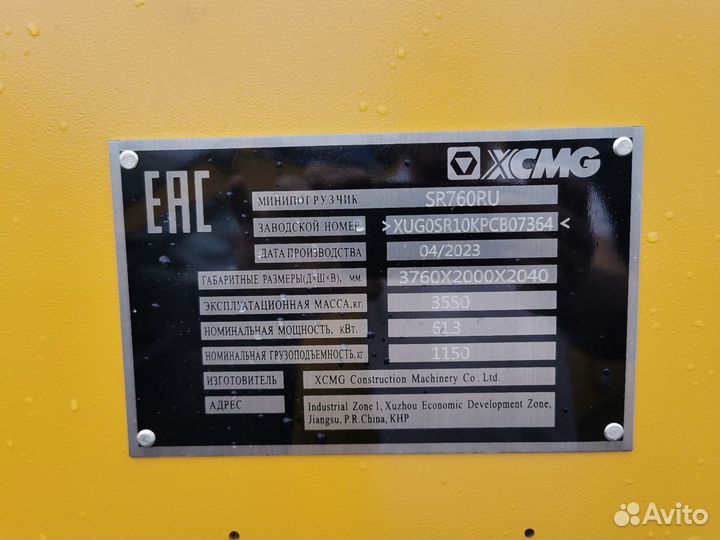 XCMG
EAC
МИНИПОГРУЗЧИК SR760RU
ЗАВОДСКОЙ НОМЕР >XUG0SR10KPCB07364<
ДАТА ПРОИЗВОДСТВА 04/2023
ГАБАРИТНЫЕ РАЗМЕРЫ(Д×Ш×В), мм 3760X2000X2040
ЭКСПЛУАТАЦИОННАЯ МАССА,кг. 3550
НОМИНАЛЬНАЯ МОЩНОСТЬ, кВт. 61.3
НОМИНАЛЬНАЯ ГРУЗОПОДЪЕМНОСТЬ.кг. 1150
ИЗГОТОВИТЕЛЬ XCMG Construction Machinery Co. Ltd.
АДРЕС Industrial Zone 1, Xuzhou Economic Development Zone,
Jiangsu, P.R.China, КНР
Avito